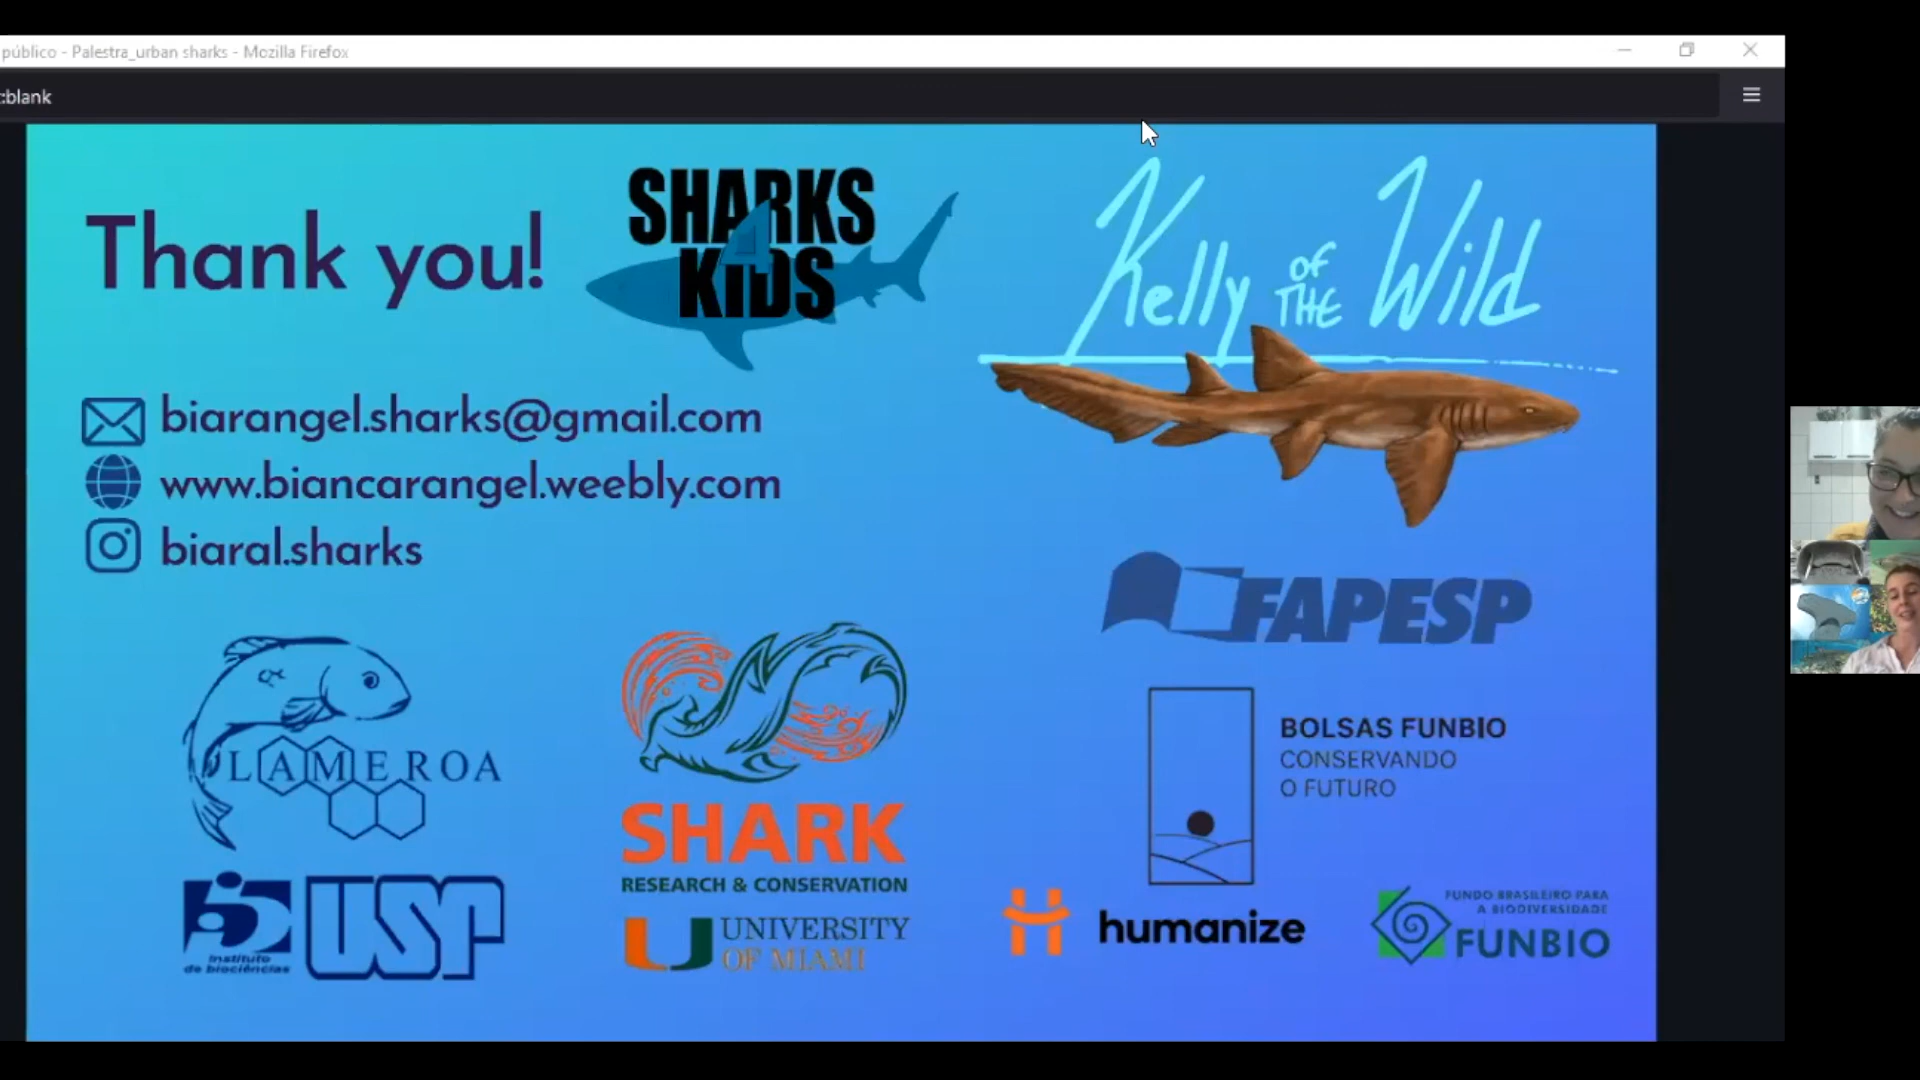 público - Palestra_urban sharks - Mozilla Firefox
:blank
Thank you!
SHARKS
4
KIDS
Kelly OF THE Wild
biarangel.sharks@gmail.com
www.biancarangel.weebly.com
biaral.sharks
FAPESP
LAMEROA
SHARK
RESEARCH & CONSERVATION
UNIVERSITY
OF MIAMI
BOLSAS FUNBIO
CONSERVANDO
O FUTURO
instituto
de biociências
USP
humanize
FUNDO BRASILEIRO PARA
A BIODIVERSIDADE
FUNBIO